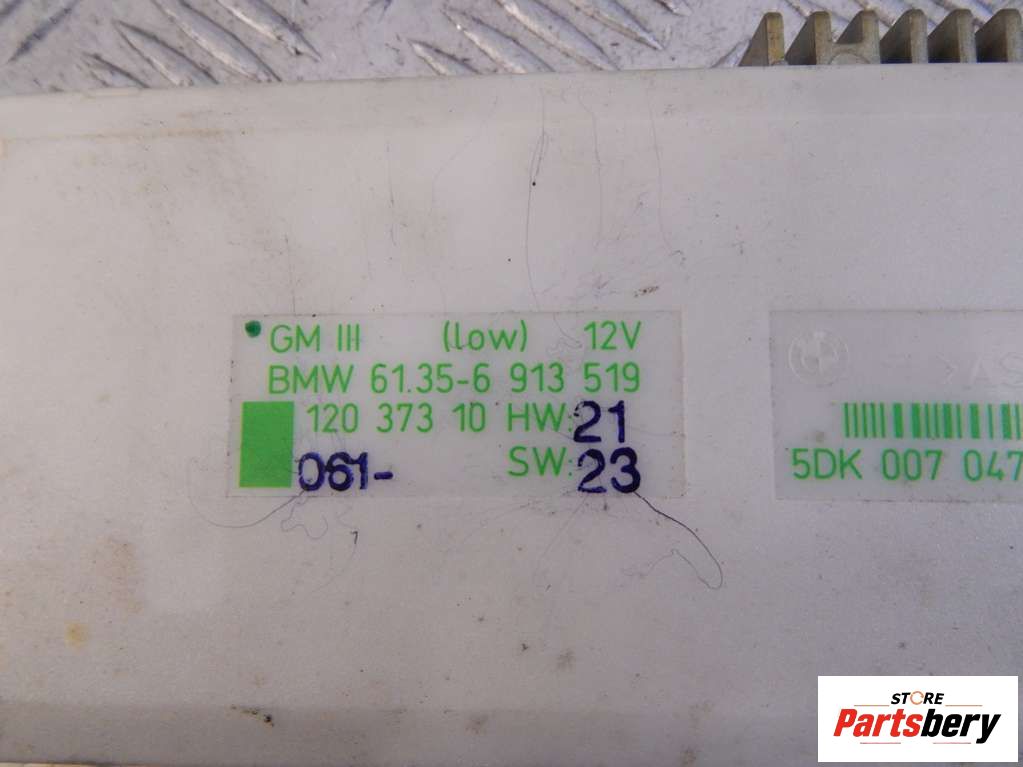 GM III (low) 12V
BMW 61.35-6 913 519
120 373 10 HW: 21
061- SW: 23
5DK 007 047
STORE
Partsbery